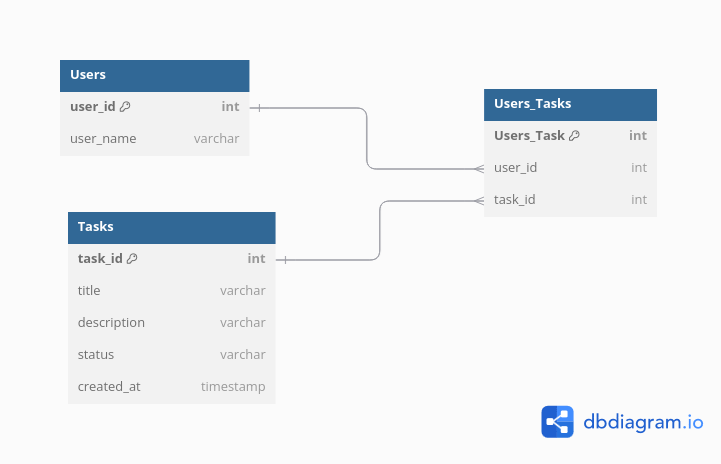 Users
user_id int
user_name varchar
Users_Tasks
Users_Task int
user_id int
task_id int
Tasks
task_id int
title varchar
description varchar
status varchar
created_at timestamp
dbdiagram.io